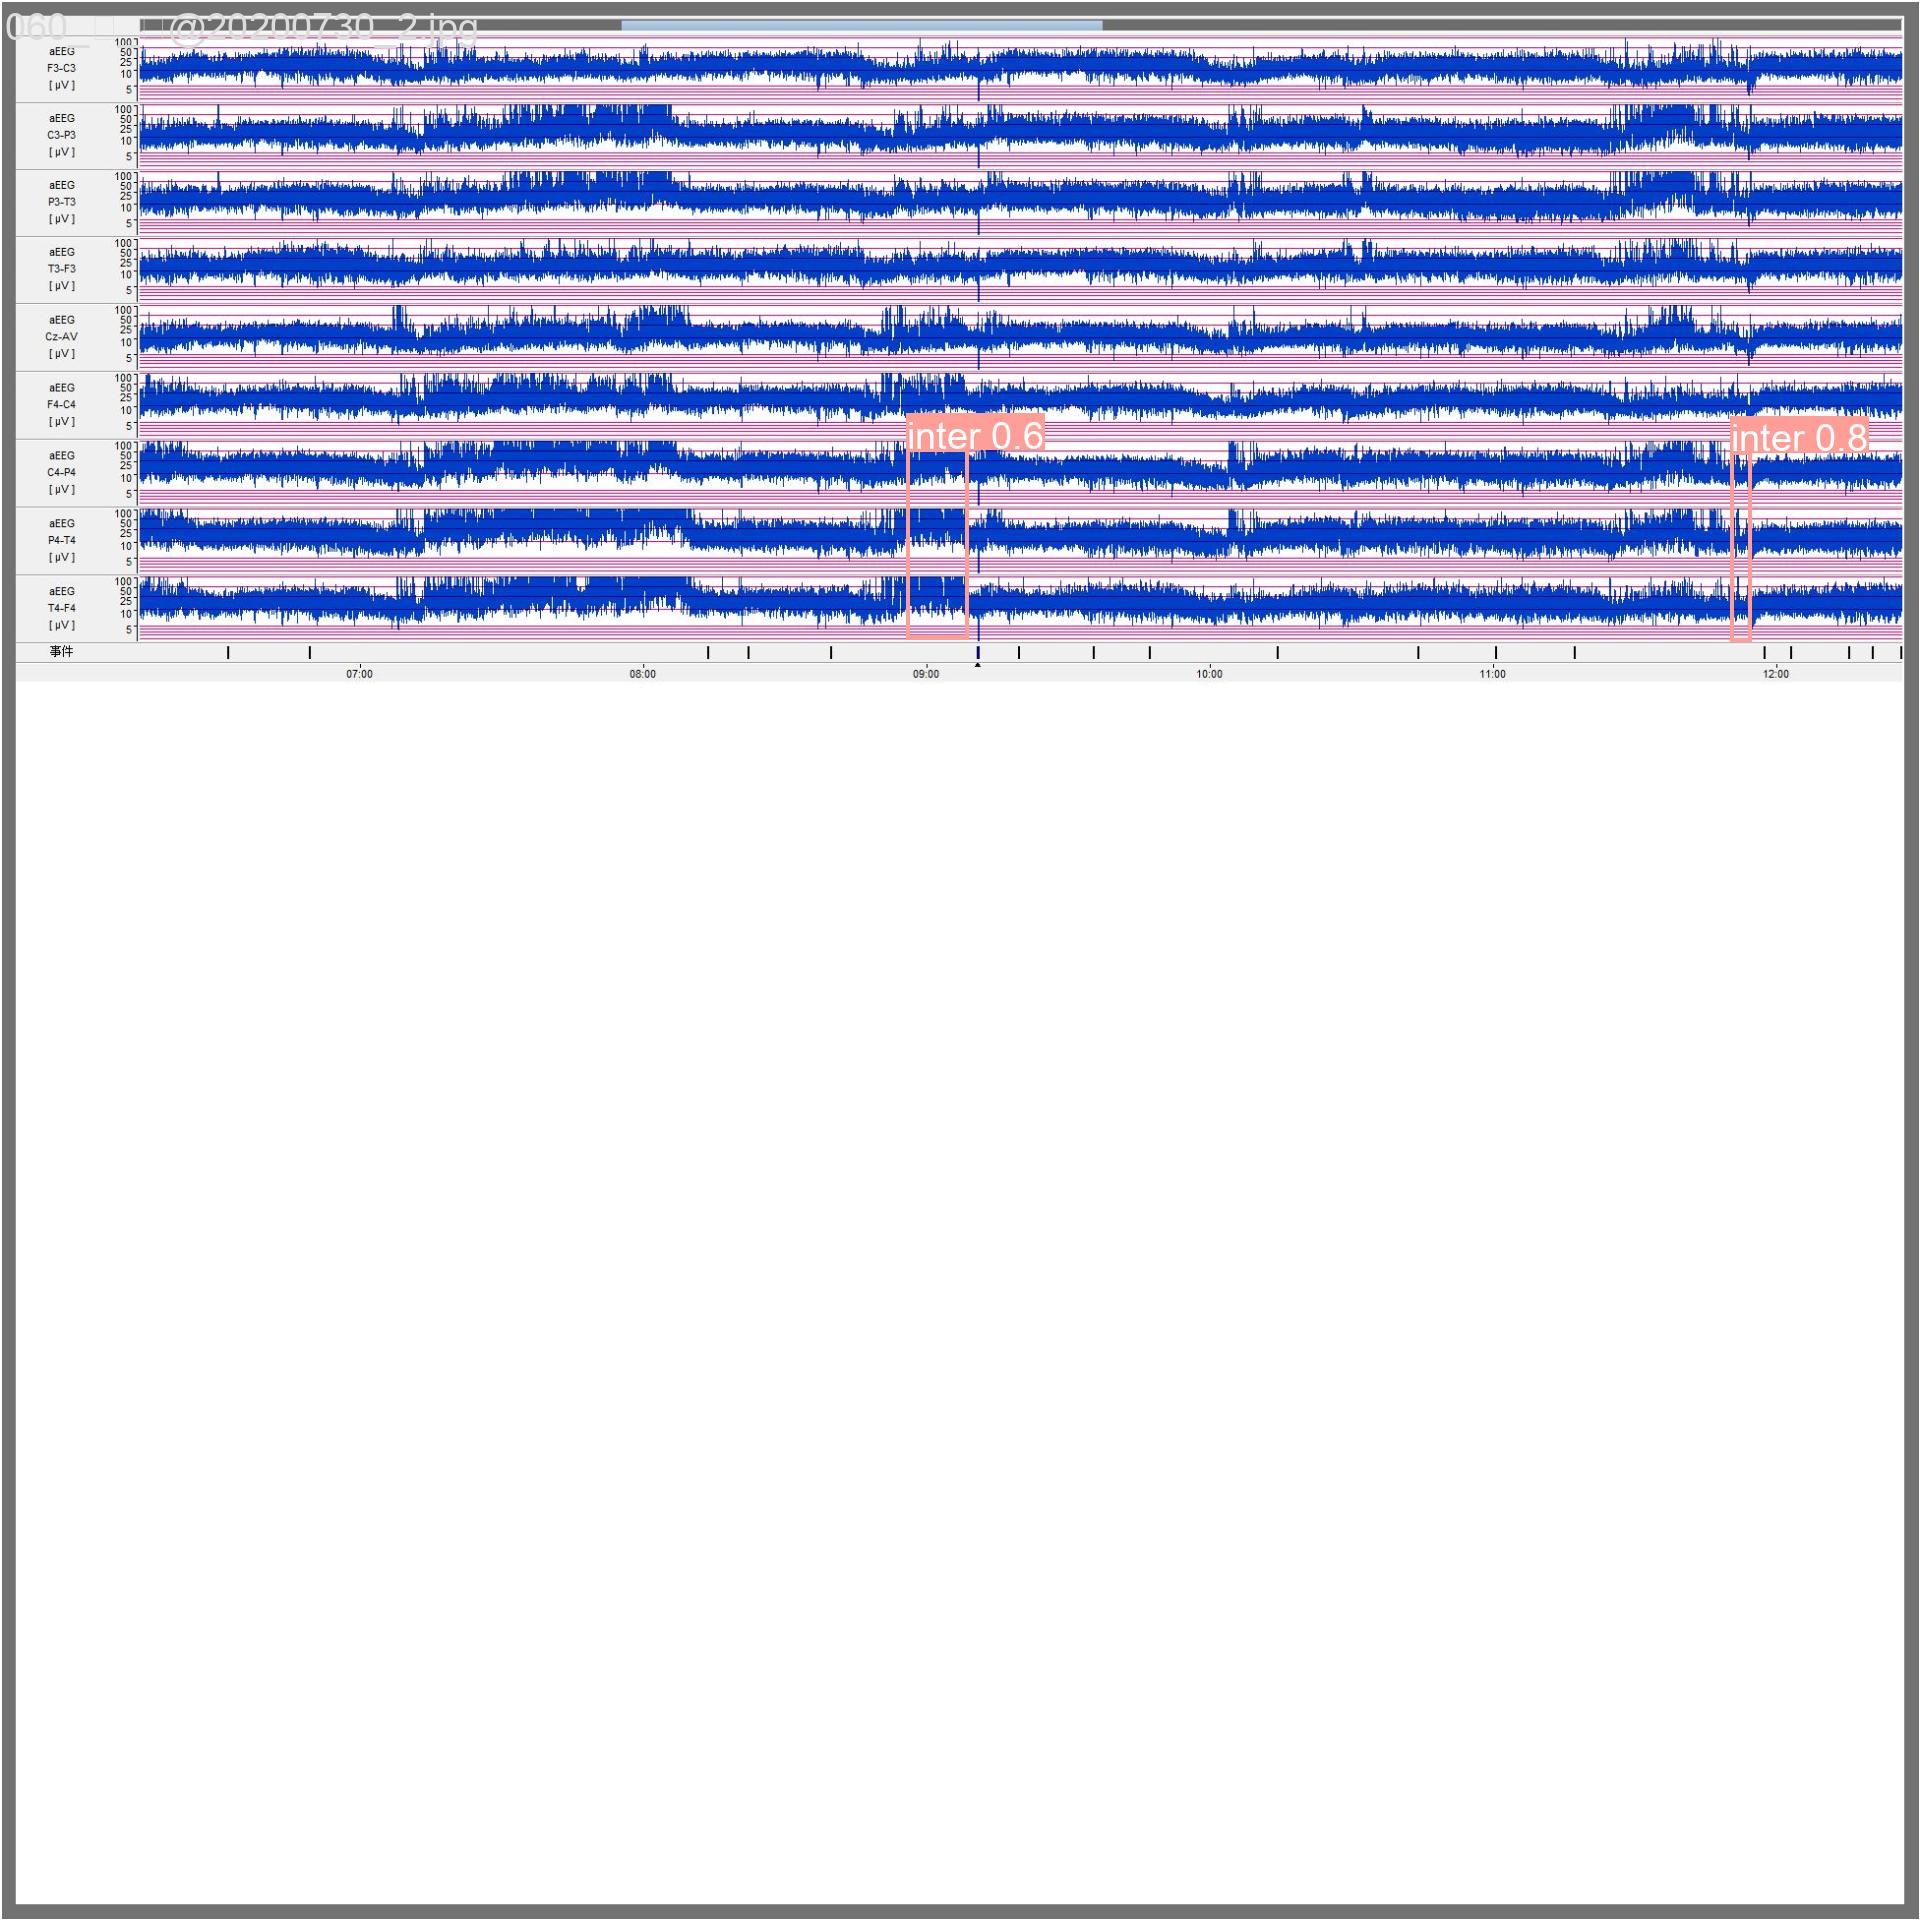 @20200730_2.jpg
aEEG 100 50 25 10 5
F3-C3
[ µV ]
aEEG 100 50 25 10 5
C3-P3
[ µV ]
aEEG 100 50 25 10 5
P3-T3
[ µV ]
aEEG 100 50 25 10 5
T3-F3
[ µV ]
aEEG 100 50 25 10 5
Cz-AV
[ µV ]
aEEG 100 50 25 10 5
F4-C4
[ µV ]
inter 0.6 inter 0.8
aEEG 100 50 25 10 5
C4-P4
[ µV ]
aEEG 100 50 25 10 5
P4-T4
[ µV ]
aEEG 100 50 25 10 5
T4-F4
[ µV ]
事件
07:00 08:00 09:00 10:00 11:00 12:00